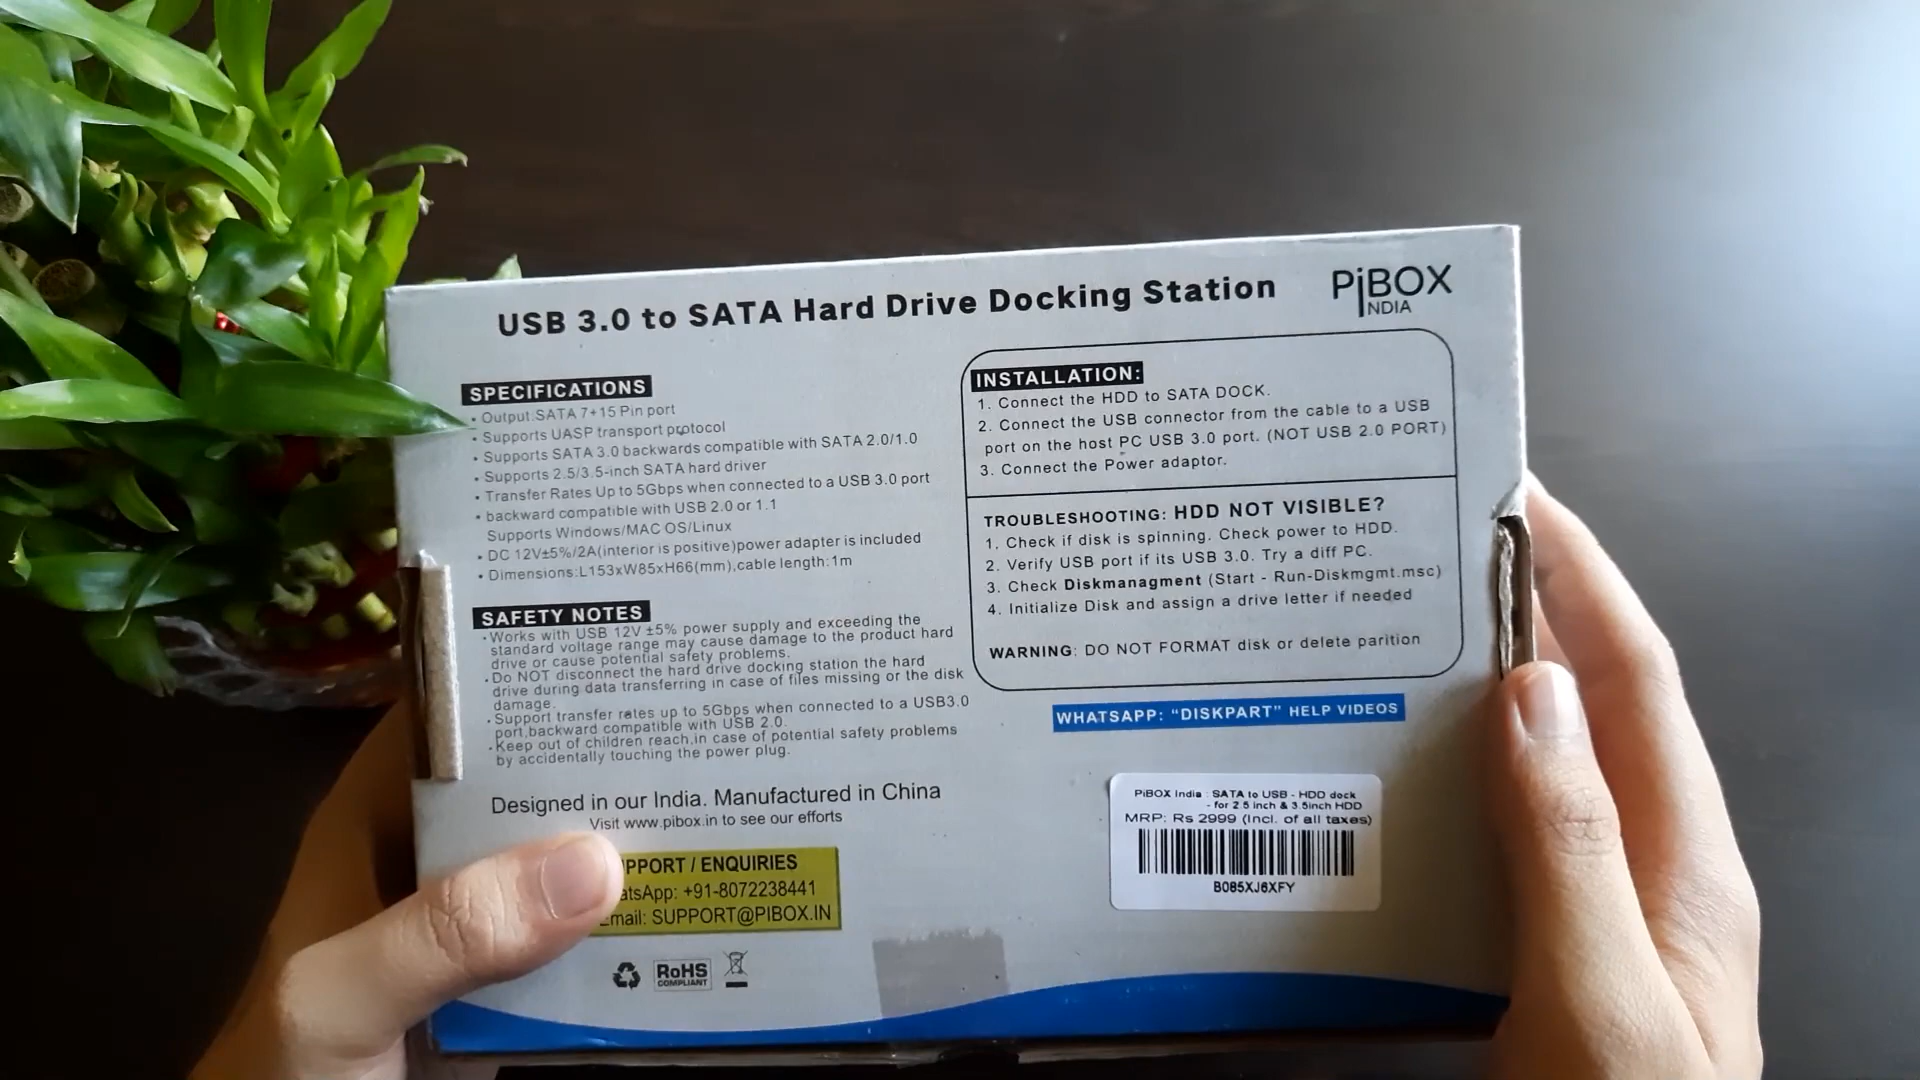 USB 3.0 to SATA Hard Drive Docking Station
PiBOX
INDIA
SPECIFICATIONS
• Output:SATA 7+15 Pin port
• Supports UASP transport protocol
• Supports SATA 3.0 backwards compatible with SATA 2.0/1.0
• Supports 2.5/3.5-inch SATA hard driver
• Transfer Rates Up to 5Gbps when connected to a USB 3.0 port
• backward compatible with USB 2.0 or 1.1
Supports Windows/MAC OS/Linux
• DC 12V±5%/2A(interior is positive)power adapter is included
• Dimensions:L153xW85xH66(mm),cable length:1m
SAFETY NOTES
·Works with USB 12V ±5% power supply and exceeding the
standard voltage range may cause damage to the product hard
drive or cause potential safety problems.
·Do NOT disconnect the hard drive docking station the hard
drive during data transferring in case of files missing or the disk
damage.
·Support transfer rates up to 5Gbps when connected to a USB3.0
port,backward compatible with USB 2.0.
·Keep out of children reach,in case of potential safety problems
by accidentally touching the power plug.
Designed in our India. Manufactured in China
Visit www.pibox.in to see our efforts
PPORT / ENQUIRIES
atsApp: +91-8072238441
mail: SUPPORT@PIBOX.IN
RoHS
COMPLIANT
INSTALLATION:
1. Connect the HDD to SATA DOCK.
2. Connect the USB connector from the cable to a USB
port on the host PC USB 3.0 port. (NOT USB 2.0 PORT)
3. Connect the Power adaptor.
TROUBLESHOOTING: HDD NOT VISIBLE?
1. Check if disk is spinning. Check power to HDD.
2. Verify USB port if its USB 3.0. Try a diff PC.
3. Check Diskmanagment (Start - Run-Diskmgmt.msc)
4. Initialize Disk and assign a drive letter if needed
WARNING: DO NOT FORMAT disk or delete parition
WHATSAPP: “DISKPART” HELP VIDEOS
PiBOX India : SATA to USB - HDD dock
- for 2.5 inch & 3.5inch HDD
MRP: Rs 2999 (Incl. of all taxes)
B085XJ6XFY